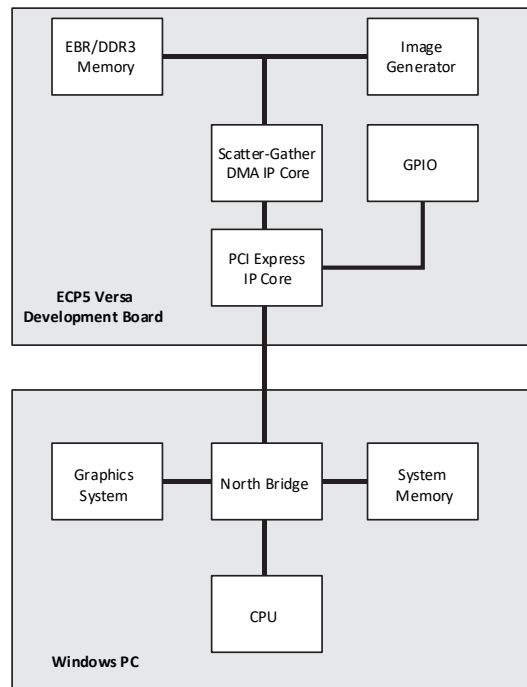 EBR/DDR3
Memory
Image
Generator
Scatter-Gather
DMA IP Core
GPIO
PCI Express
IP Core
ECP5 Versa
Development Board
Graphics
System
North Bridge
System
Memory
CPU
Windows PC